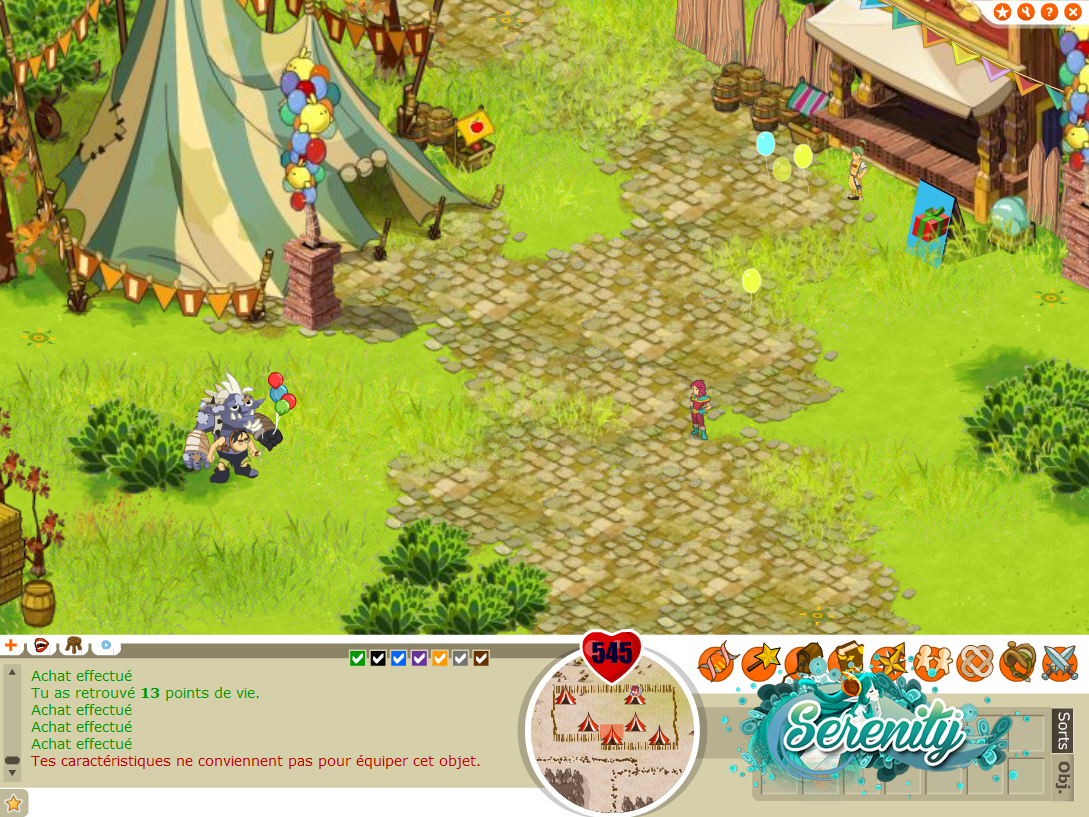 Achat effectué
Tu as retrouvé 13 points de vie.
Achat effectué
Achat effectué
Achat effectué
Tes caractéristiques ne conviennent pas pour équiper cet objet.
545
Serenity
Sorts
Obj.